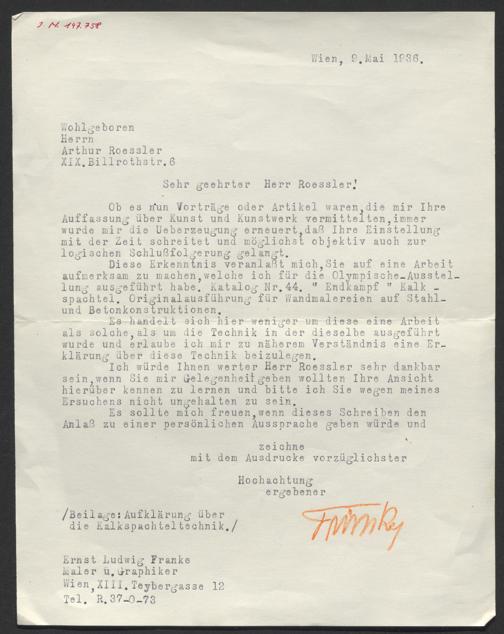 J. N. 147.758
Wien, 9.Mai 1936.
Wohlgeboren
Herrn
Arthur Roessler
XIX.Billrothstr.6
Sehr geehrter Herr Roessler!
Ob es nun Vorträge oder Artikel waren,die mir Ihre
Auffassung über Kunst und Kunstwerk vermittelten,immer
wurde mir die Ueberzeugung erneuert,daß Ihre Einstellung
mit der Zeit schreitet und möglichst objektiv auch zur
logischen Schlußfolgerung gelangt.
Diese Erkenntnis veranlaßt mich,Sie auf eine Arbeit
aufmerksam zu machen,welche ich für die Olympische-Ausstel-
lung ausgeführt habe. Katalog Nr.44. " Endkampf " Kalk -
spachtel. Originalausführung für Wandmalereien auf Stahl-
und Betonkonstruktionen.
Es handelt sich hier weniger um diese eine Arbeit
als solche,als um die Technik in der dieselbe ausgeführt
wurde und erlaube ich mir zu näherem Verständnis eine Er-
klärung über diese Technik beizulegen.
Ich würde Ihnen werter Herr Roessler sehr dankbar
sein,wenn Sie mir Gelegenheit geben wollten Ihre Ansicht
hierüber kennen zu lernen und bitte ich Sie wegen meines
Ersuchens nicht ungehalten zu sein.
Es sollte mich freuen,wenn dieses Schreiben den
Anlaß zu einer persönlichen Aussprache geben würde und
zeichne
mit dem Ausdrucke vorzüglichster
Hochachtung
ergebener
/Beilage:Aufklärung über
die Kalkspachteltechnik./
Ernst Ludwig Franke
Maler u.Graphiker
Wien,XIII.Teybergasse 12
Tel. R.37-0-73